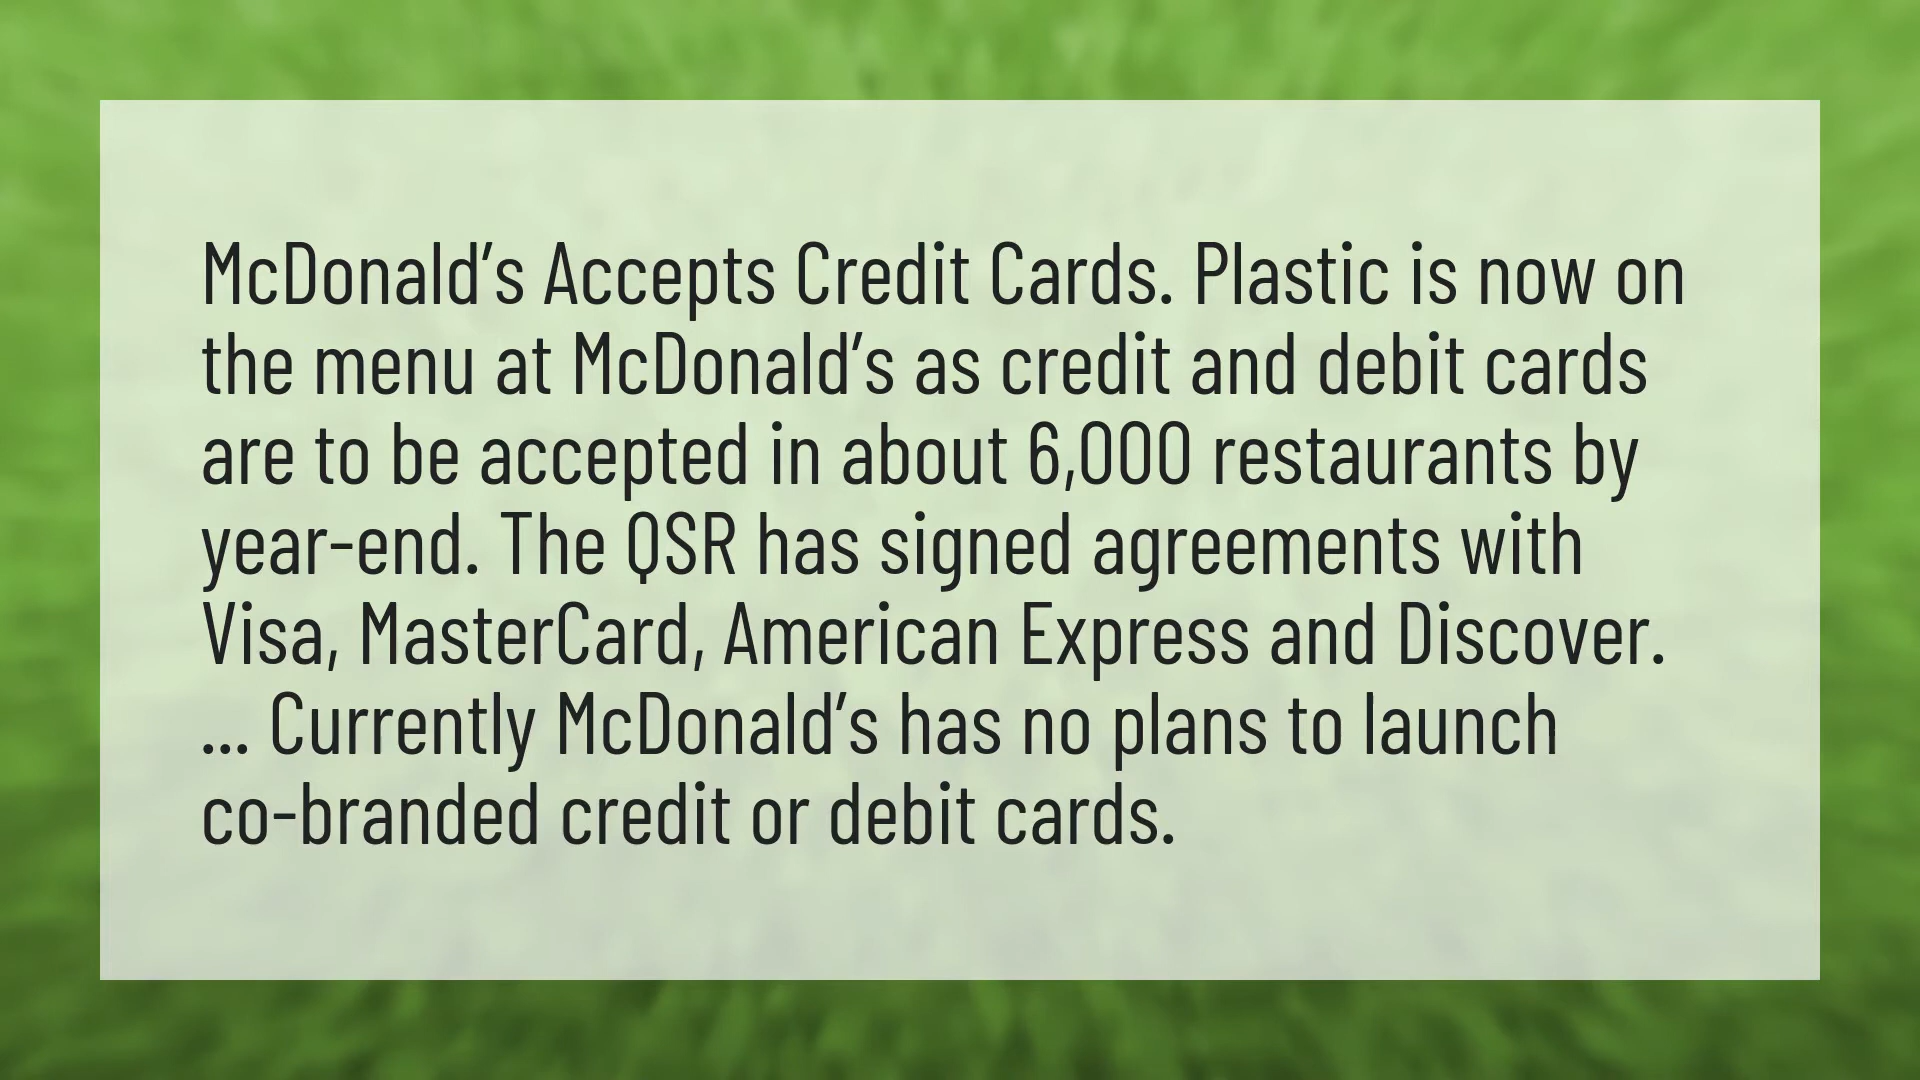 McDonald’s Accepts Credit Cards. Plastic is now on
the menu at McDonald’s as credit and debit cards
are to be accepted in about 6,000 restaurants by
year-end. The QSR has signed agreements with
Visa, MasterCard, American Express and Discover.
... Currently McDonald’s has no plans to launch
co-branded credit or debit cards.